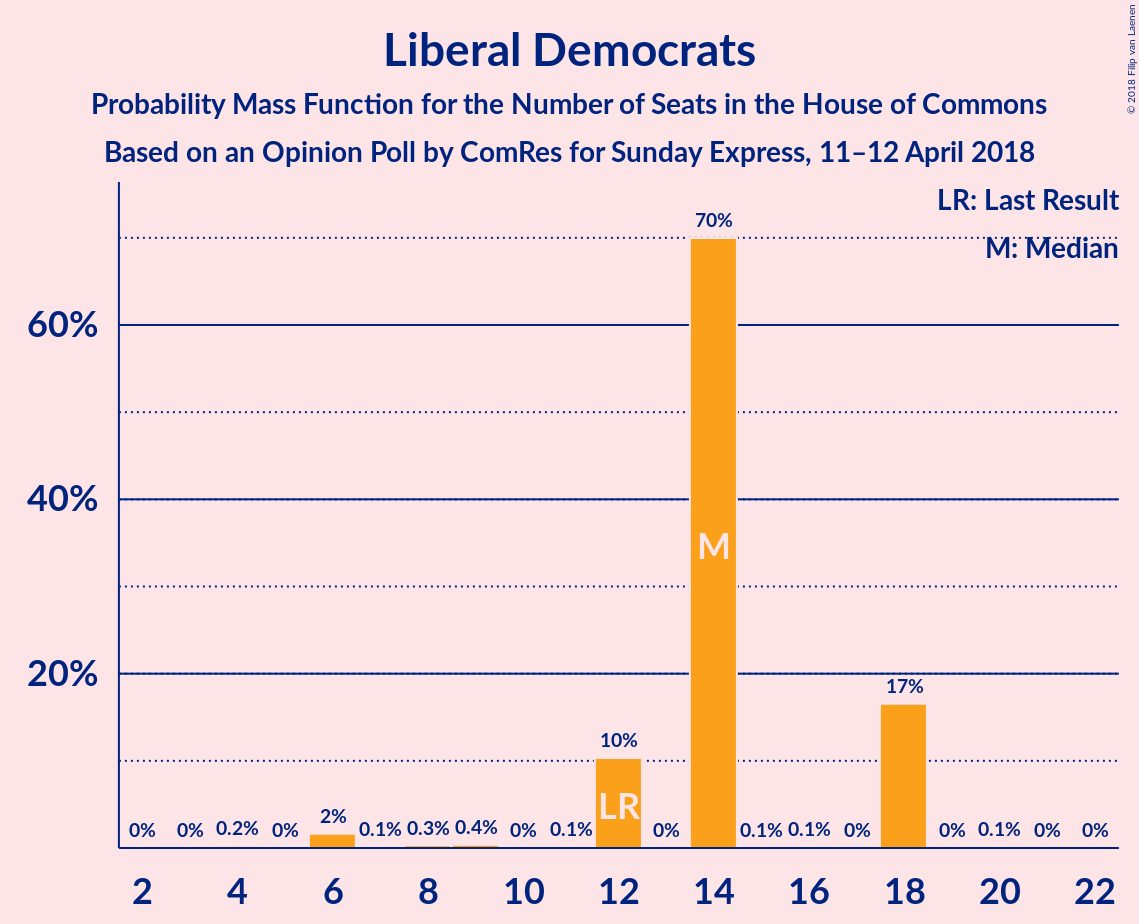 © 2018 Filip van Laenen
Liberal Democrats
Probability Mass Function for the Number of Seats in the House of Commons
Based on an Opinion Poll by ComRes for Sunday Express, 11–12 April 2018
LR: Last Result
M: Median
70%
60%
40%
M
20%
17%
10%
LR
0% 0% 0.2% 0% 2% 0.1% 0.3% 0.4% 0% 0.1% 0% 0.1% 0.1% 0% 0% 0.1% 0% 0%
2 4 6 8 10 12 14 16 18 20 22